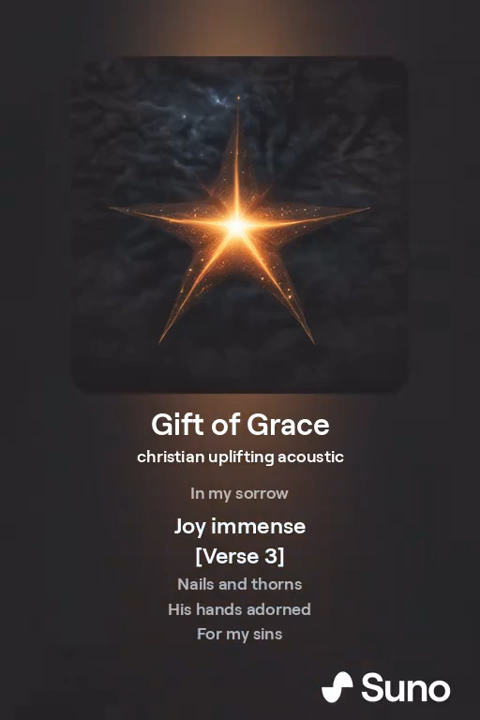 Gift of Grace
christian uplifting acoustic
In my sorrow
Joy immense
[Verse 3]
Nails and thorns
His hands adorned
For my sins
Suno